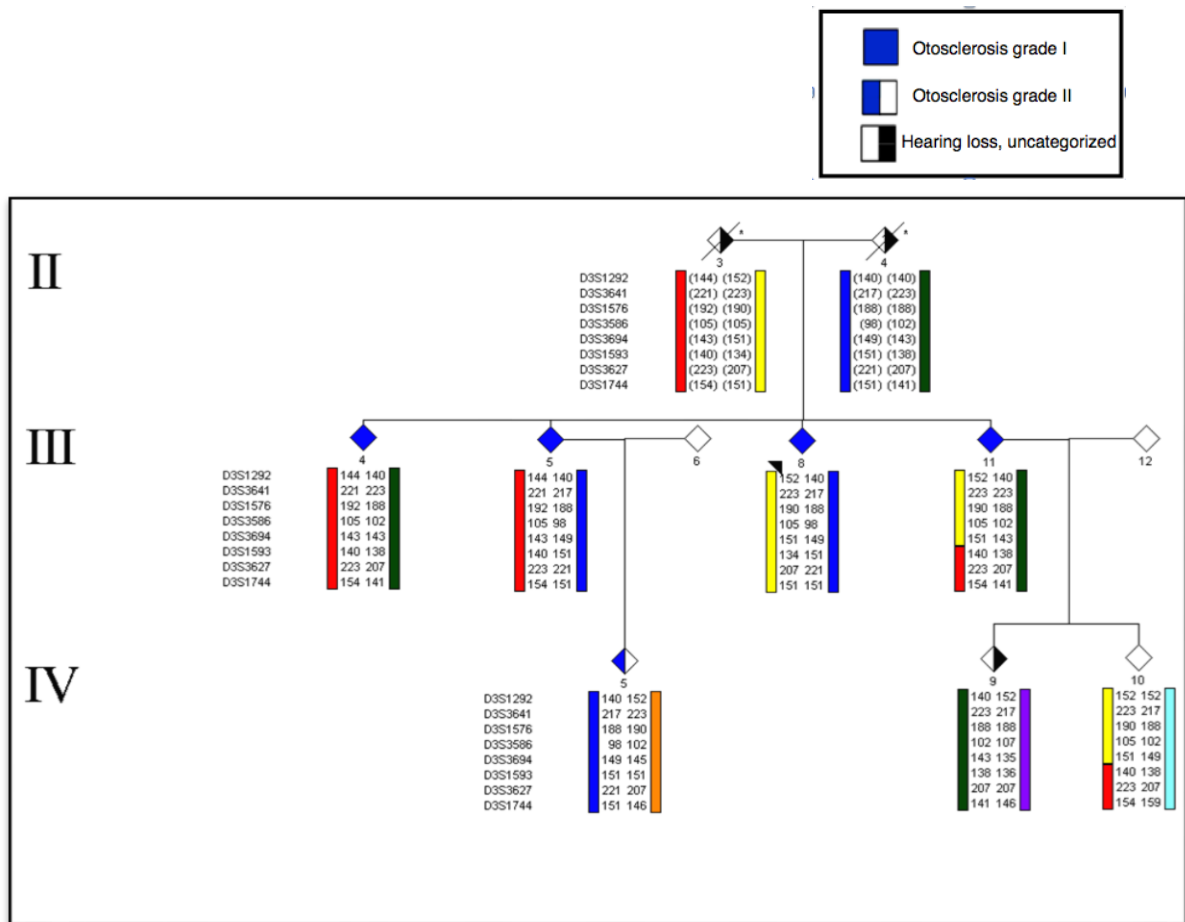 Otosclerosis grade I
Otosclerosis grade II
Hearing loss, uncategorized
II
* *
3 4
D3S1292 (144) (152) (140) (140)
D3S3641 (221) (223) (217) (223)
D3S1576 (192) (190) (188) (188)
D3S3586 (105) (105) (98) (102)
D3S3694 (143) (151) (149) (143)
D3S1593 (140) (134) (151) (138)
D3S3627 (223) (207) (221) (207)
D3S1744 (154) (151) (151) (141)
III
4 5 6 8 11 12
D3S1292 144 140 144 140 152 140 152 140
D3S3641 221 223 221 217 223 217 223 223
D3S1576 192 188 192 188 190 188 190 188
D3S3586 105 102 105 98 105 98 105 102
D3S3694 143 143 143 149 151 149 151 143
D3S1593 140 138 140 151 134 151 140 138
D3S3627 223 207 223 221 207 221 223 207
D3S1744 154 141 154 151 151 151 154 141
IV
5 9 10
D3S1292 140 152 140 152 152 152
D3S3641 217 223 223 217 223 217
D3S1576 188 190 188 188 190 188
D3S3586 98 102 102 107 105 102
D3S3694 149 145 143 135 151 149
D3S1593 151 151 138 136 140 138
D3S3627 221 207 207 207 223 207
D3S1744 151 146 141 146 154 159